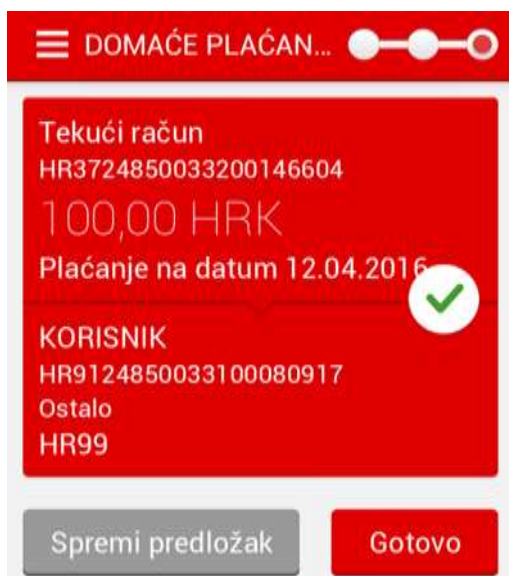 DOMAĆE PLAĆAN...
Tekući račun
HR3724850033200146604
100,00 HRK
Plaćanje na datum 12.04.2016
KORISNIK
HR9124850033100080917
Ostalo
HR99
Spremi predložak
Gotovo